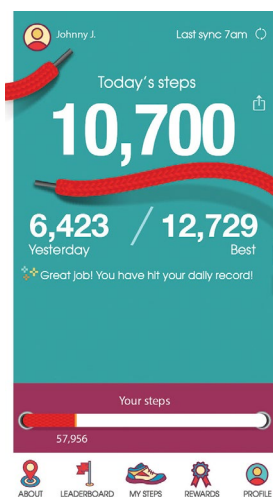 Johnny J.
Last sync 7am
Today's steps
10,700
6,423 / 12,729
Yesterday Best
Great job! You have hit your daily record!
Your steps
57,956
ABOUT LEADERBOARD MY STEPS REWARDS PROFILE